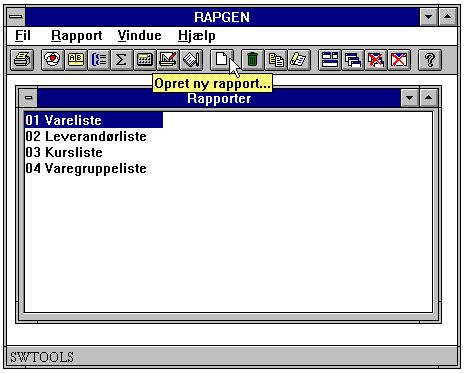 RAPGEN
Fil Rapport Vindue Hjælp
Opret ny rapport...
Rapporter
01 Vareliste
02 Leverandørliste
03 Kursliste
04 Varegruppeliste
SWTOOLS